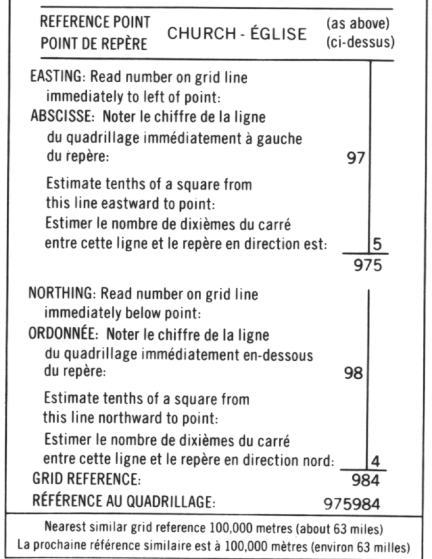 REFERENCE POINT
POINT DE REPÈRE
CHURCH - ÉGLISE
(as above)
(ci-dessus)
EASTING: Read number on grid line
immediately to left of point:
ABSCISSE: Noter le chiffre de la ligne
du quadrillage immédiatement à gauche
du repère: 97
Estimate tenths of a square from
this line eastward to point:
Estimer le nombre de dixièmes du carré
entre cette ligne et le repère en direction est: 5
975
NORTHING: Read number on grid line
immediately below point:
ORDONNÉE: Noter le chiffre de la ligne
du quadrillage immédiatement en-dessous
du repère: 98
Estimate tenths of a square from
this line northward to point:
Estimer le nombre de dixièmes du carré
entre cette ligne et le repère en direction nord: 4
GRID REFERENCE: 984
RÉFÉRENCE AU QUADRILLAGE: 975984
Nearest similar grid reference 100,000 metres (about 63 miles)
La prochaine référence similaire est à 100,000 mètres (environ 63 milles)